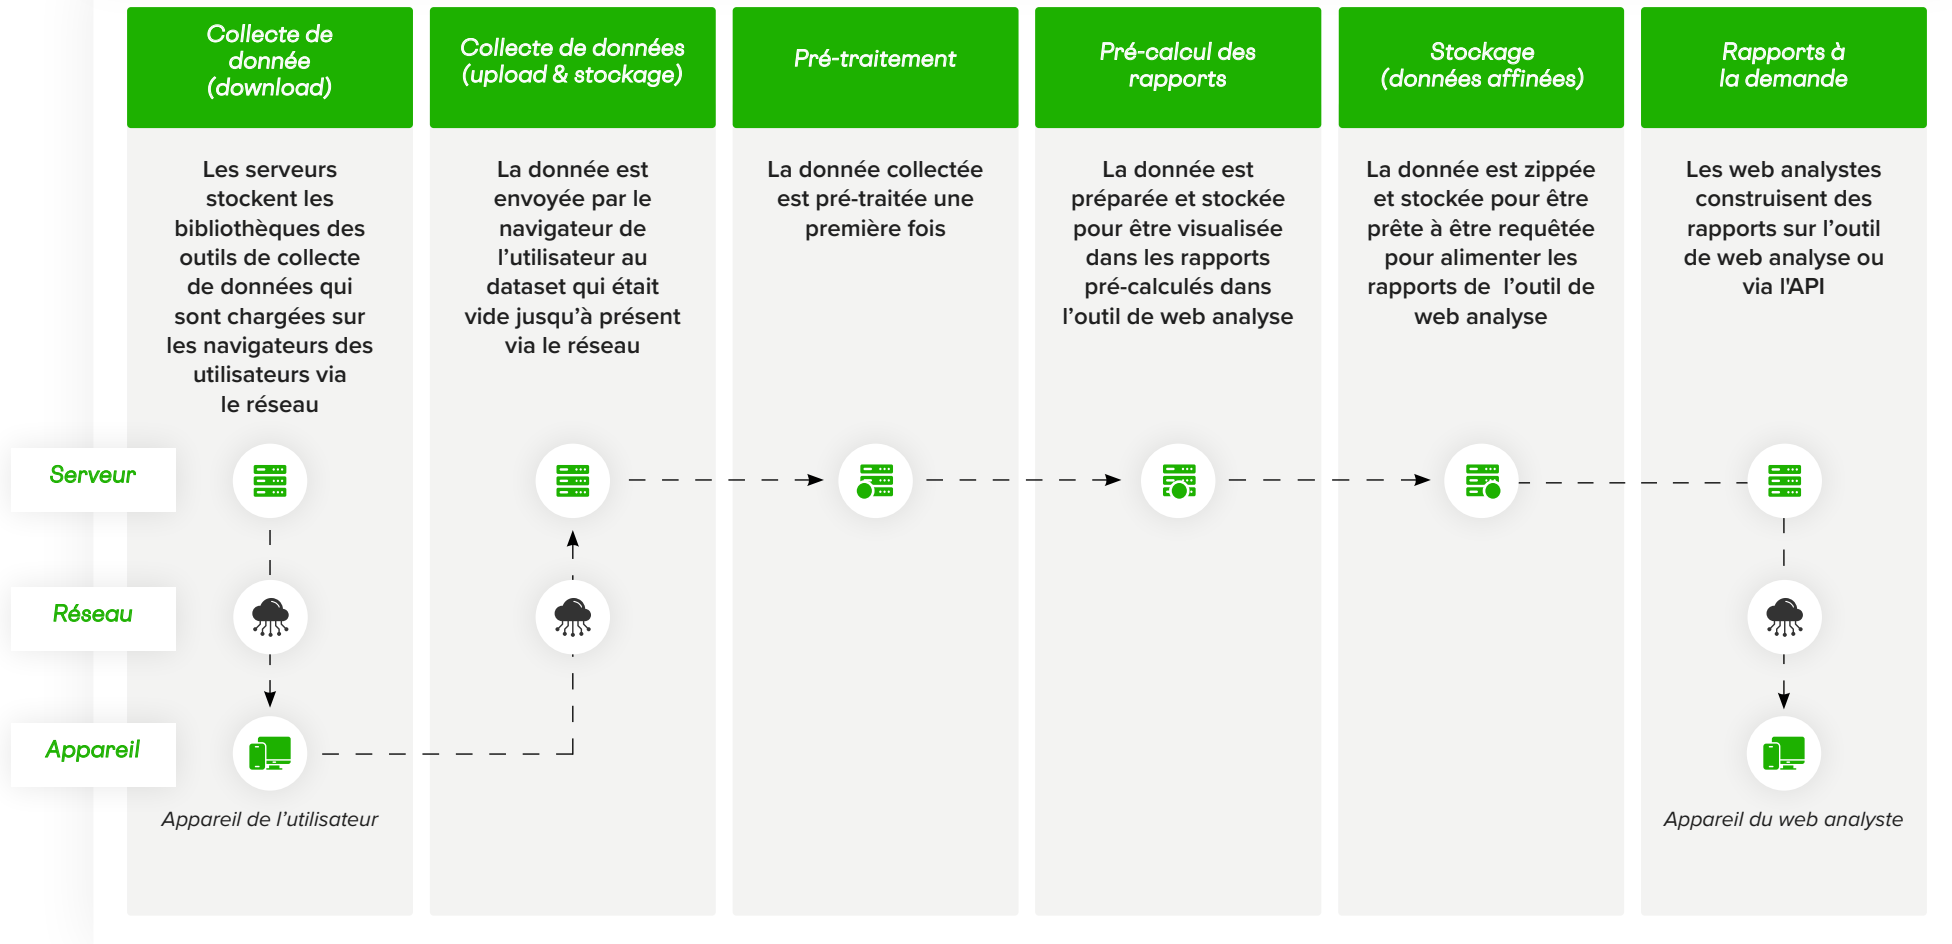 Collecte de
donnée
(download)
Les serveurs
stockent les
bibliothèques des
outils de collecte
de données qui
sont chargées sur
les navigateurs des
utilisateurs via
le réseau
Collecte de données
(upload & stockage)
La donnée est
envoyée par le
navigateur de
l’utilisateur au
dataset qui était
vide jusqu’à présent
via le réseau
Pré-traitement
La donnée collectée
est pré-traitée une
première fois
Pré-calcul des
rapports
La donnée est
préparée et stockée
pour être visualisée
dans les rapports
pré-calculés dans
l’outil de web analyse
Stockage
(données affinées)
La donnée est zippée
et stockée pour être
prête à être requêtée
pour alimenter les
rapports de l’outil de
web analyse
Rapports à
la demande
Les web analystes
construisent des
rapports sur l’outil
de web analyse ou
via l'API
Serveur
Réseau
Appareil
Appareil de l’utilisateur
Appareil du web analyste